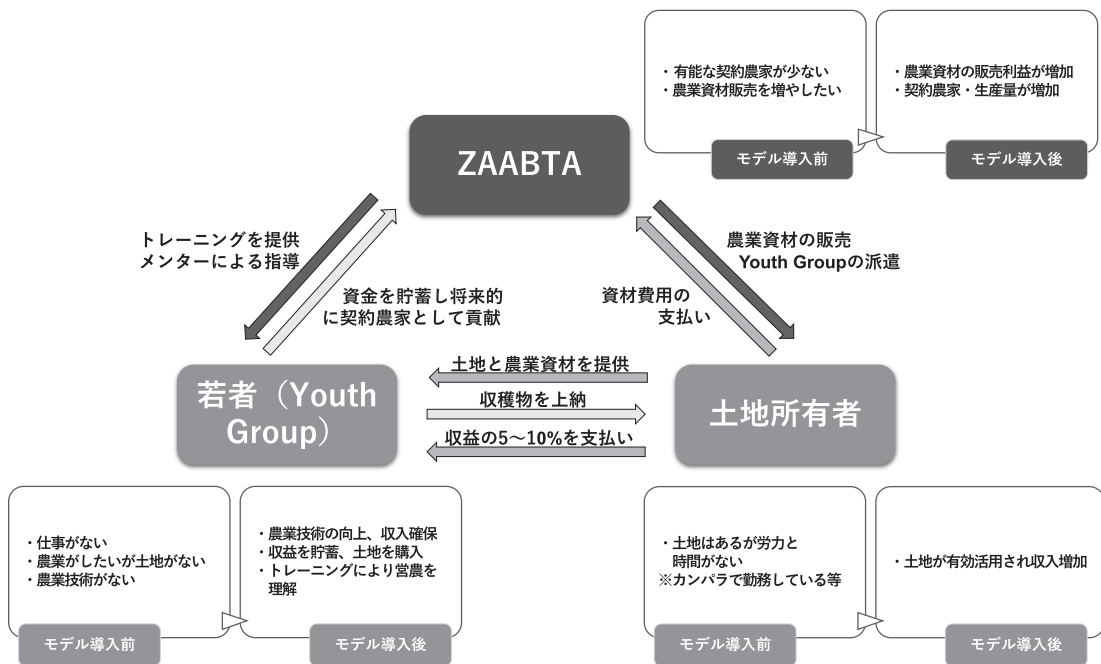 ・有能な契約農家が少ない
・農業資材販売を増やしたい
モデル導入前
・農業資材の販売利益が増加
・契約農家・生産量が増加
モデル導入後
ZAABTA
トレーニングを提供
メンターによる指導
資金を貯蓄し将来的
に契約農家として貢献
農業資材の販売
Youth Groupの派遣
資材費用の
支払い
若者（Youth
Group）
土地と農業資材を提供
収穫物を上納
収益の5～10%を支払い
土地所有者
・仕事がない
・農業がしたいが土地がない
・農業技術がない
モデル導入前
・農業技術の向上、収入確保
・収益を貯蓄、土地を購入
・トレーニングにより営農を
理解
モデル導入後
・土地はあるが労力と
時間がない
※カンパラで勤務している等
モデル導入前
・土地が有効活用され収入増加
モデル導入後